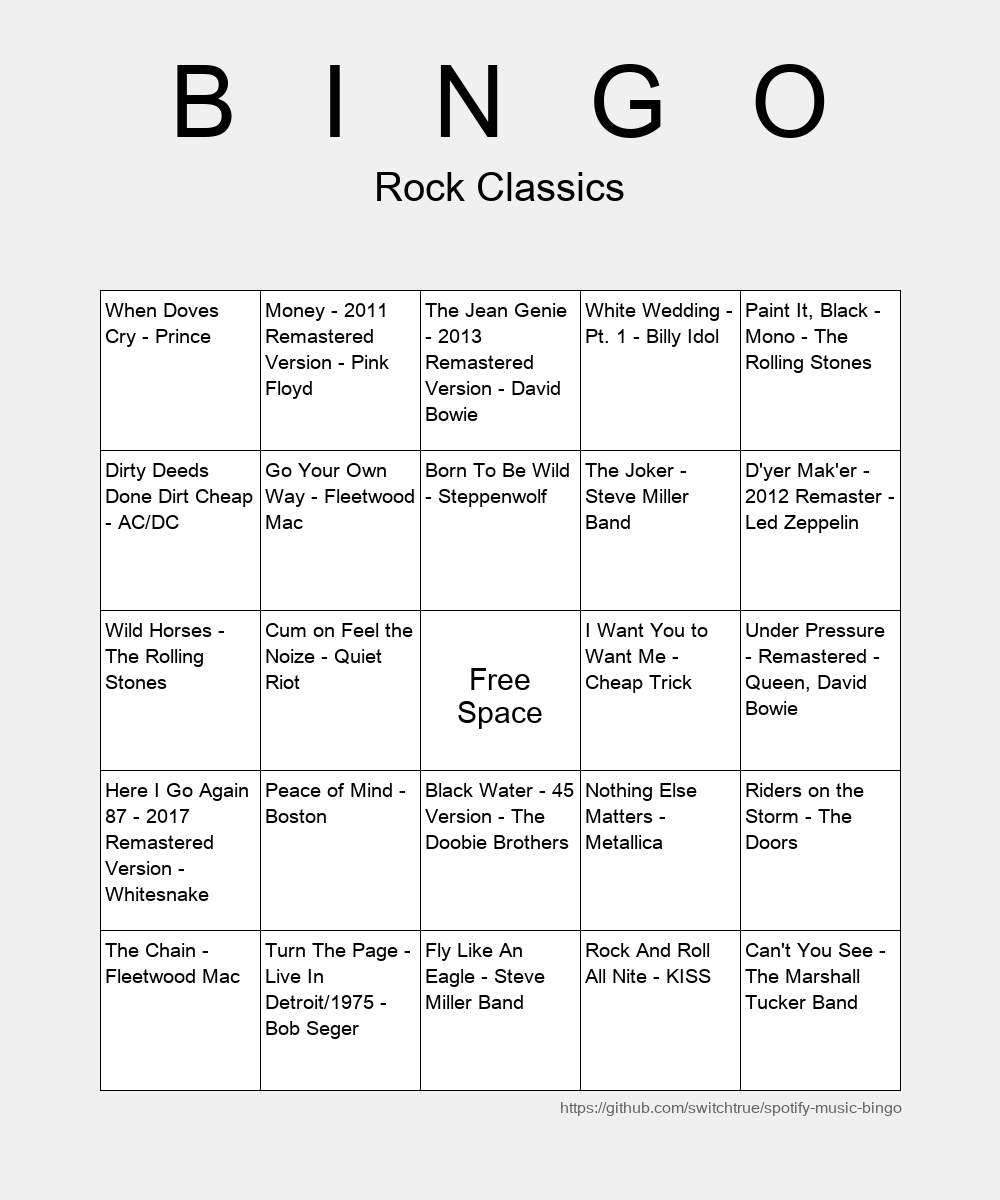 B I N G O
Rock Classics
When Doves
Cry - Prince
Money - 2011
Remastered
Version - Pink
Floyd
The Jean Genie
- 2013
Remastered
Version - David
Bowie
White Wedding -
Pt. 1 - Billy Idol
Paint It, Black -
Mono - The
Rolling Stones
Dirty Deeds
Done Dirt Cheap
- AC/DC
Go Your Own
Way - Fleetwood
Mac
Born To Be Wild
- Steppenwolf
The Joker -
Steve Miller
Band
D'yer Mak'er -
2012 Remaster -
Led Zeppelin
Wild Horses -
The Rolling
Stones
Cum on Feel the
Noize - Quiet
Riot
Free
Space
I Want You to
Want Me -
Cheap Trick
Under Pressure
- Remastered -
Queen, David
Bowie
Here I Go Again
87 - 2017
Remastered
Version -
Whitesnake
Peace of Mind -
Boston
Black Water - 45
Version - The
Doobie Brothers
Nothing Else
Matters -
Metallica
Riders on the
Storm - The
Doors
The Chain -
Fleetwood Mac
Turn The Page -
Live In
Detroit/1975 -
Bob Seger
Fly Like An
Eagle - Steve
Miller Band
Rock And Roll
All Nite - KISS
Can't You See -
The Marshall
Tucker Band
https://github.com/switchtrue/spotify-music-bingo